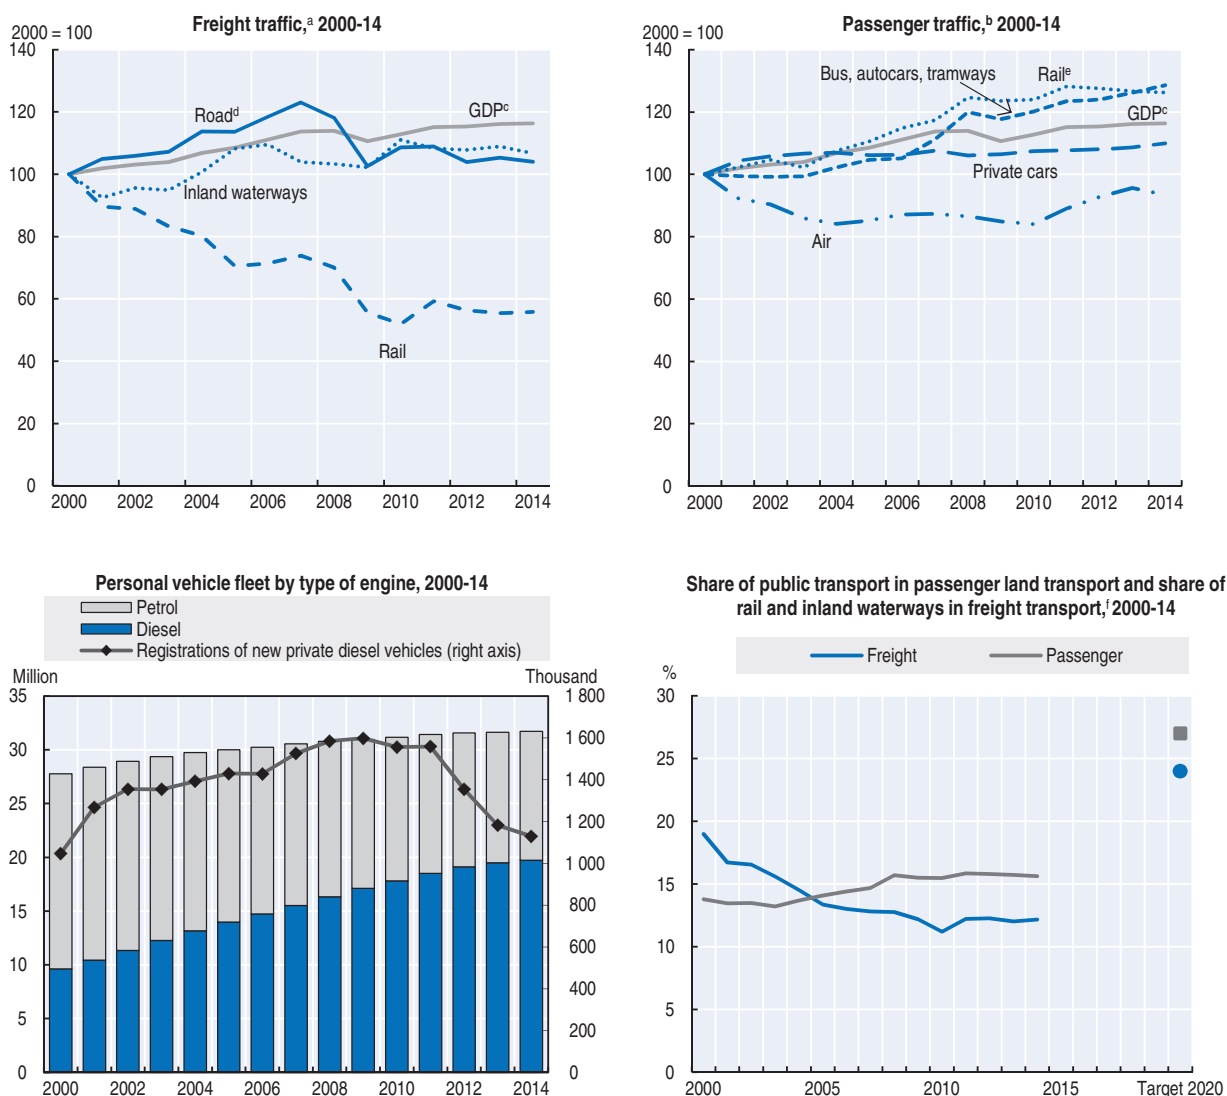 Freight traffic,ᵃ 2000-14
2000 = 100
140
120
100
80
60
40
20
0
Roadᵈ
GDPᶜ
Inland waterways
Rail
2000 2002 2004 2006 2008 2010 2012 2014
Passenger traffic,ᵇ 2000-14
2000 = 100
140
120
100
80
60
40
20
0
Bus, autocars, tramways
Railᵉ
GDPᶜ
Private cars
Air
2000 2002 2004 2006 2008 2010 2012 2014
Personal vehicle fleet by type of engine, 2000-14
Petrol
Diesel
Registrations of new private diesel vehicles (right axis)
Million
Thousand
35
30
25
20
15
10
5
0
1 800
1 600
1 400
1 200
1 000
800
600
400
200
0
2000 2002 2004 2006 2008 2010 2012 2014
Share of public transport in passenger land transport and share of
rail and inland waterways in freight transport,ᶠ 2000-14
Freight
Passenger
%
30
25
20
15
10
5
0
2000 2005 2010 2015 Target 2020